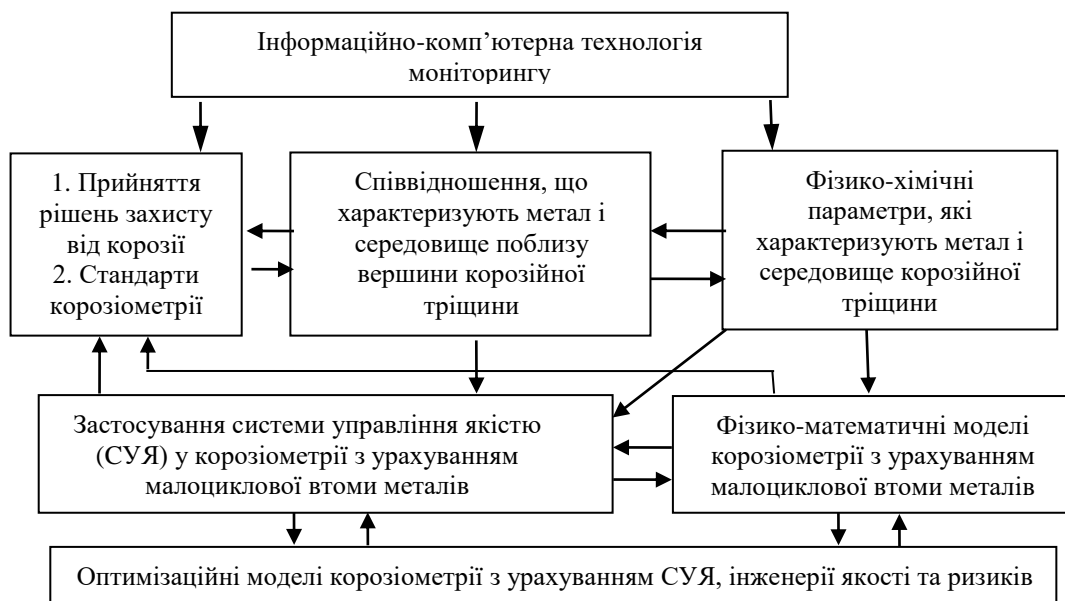 Інформаційно-комп’ютерна технологія
моніторингу
1. Прийняття
рішень захисту
від корозії
2. Стандарти
корозіометрії
Співвідношення, що
характеризують метал і
середовище поблизу
вершини корозійної
тріщини
Фізико-хімічні
параметри, які
характеризують метал і
середовище корозійної
тріщини
Застосування системи управління якістю
(СУЯ) у корозіометрії з урахуванням
малоциклової втоми металів
Фізико-математичні моделі
корозіометрії з урахуванням
малоциклової втоми металів
Оптимізаційні моделі корозіометрії з урахуванням СУЯ, інженерії якості та ризиків